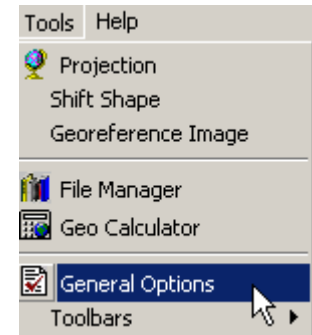 Tools Help
Projection
Shift Shape
Georeference Image
File Manager
Geo Calculator
General Options
Toolbars